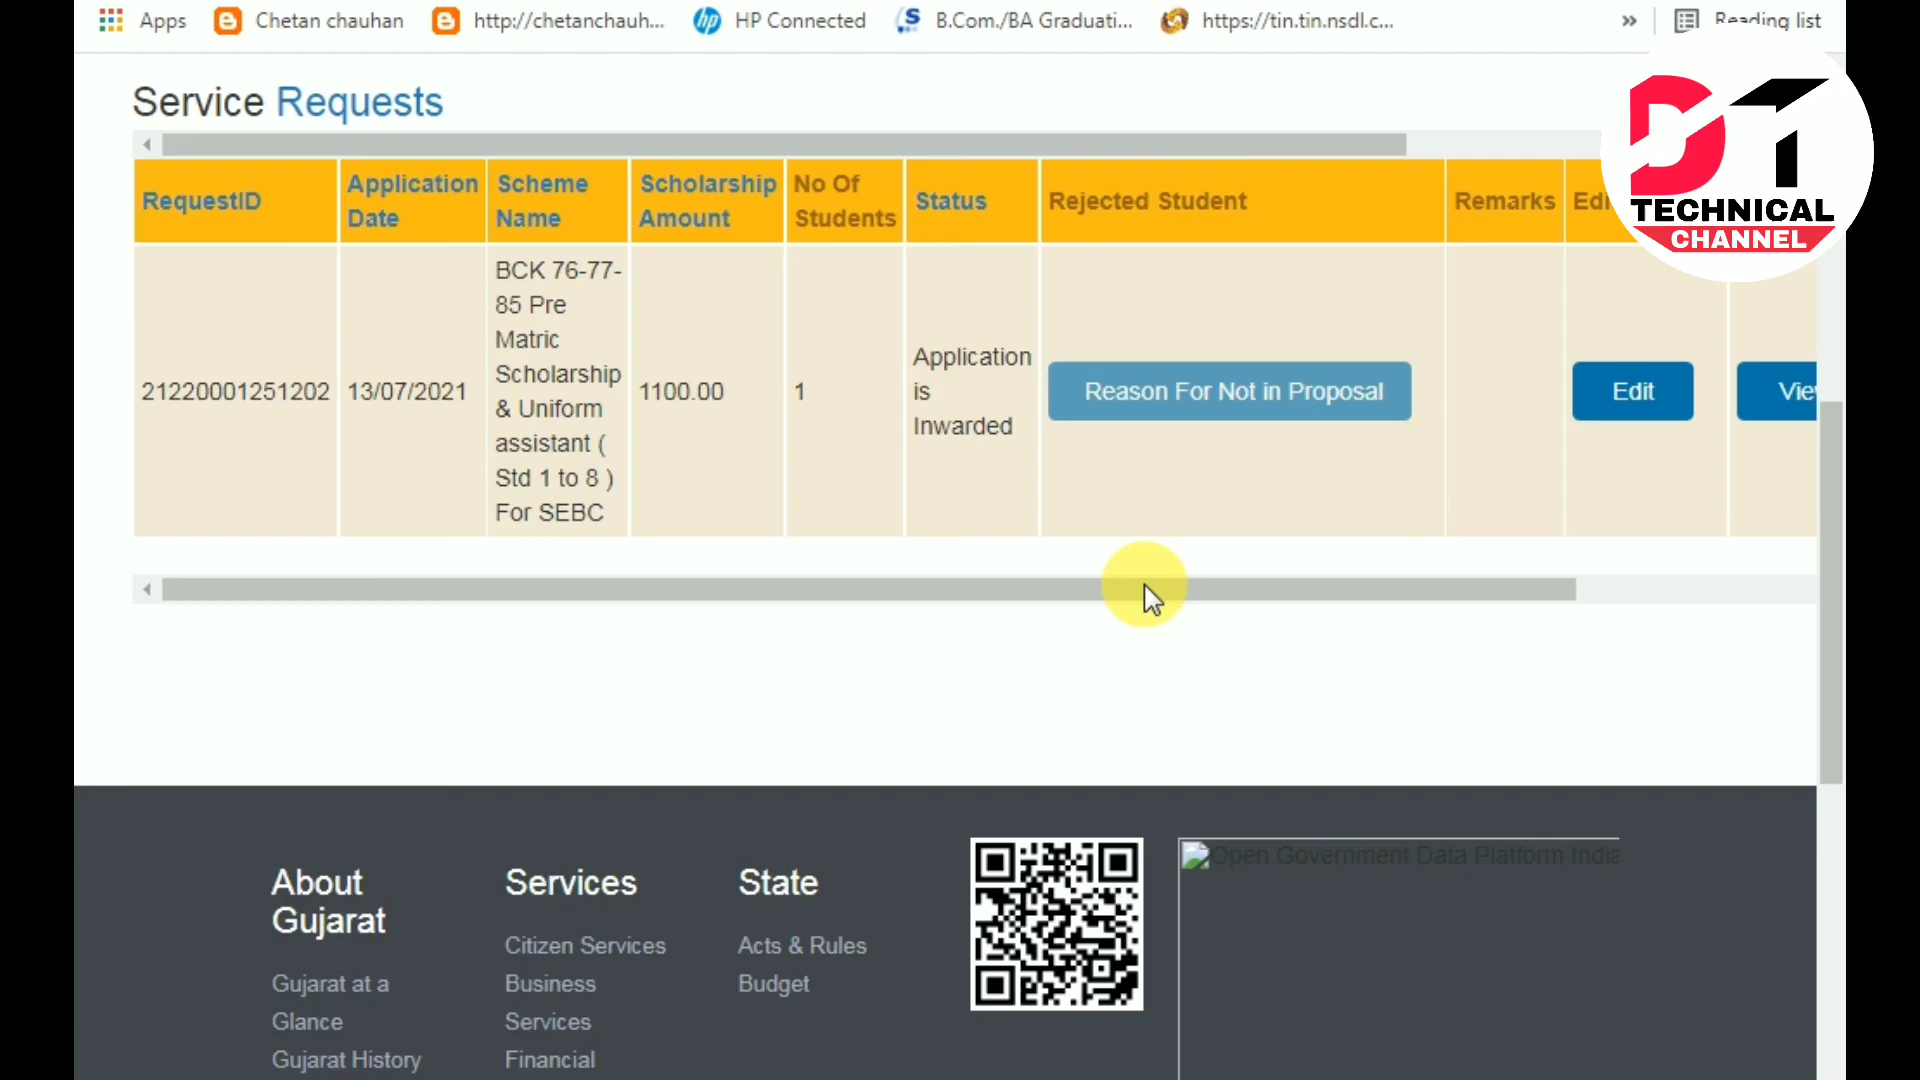 Apps Chetan chauhan http://chetanchauh... HP Connected B.Com./BA Graduati... https://tin.tin.nsdl.c... » Reading list
Service Requests
DT
TECHNICAL
CHANNEL
RequestID Application Date Scheme Name Scholarship Amount No Of Students Status Rejected Student Remarks
21220001251202 13/07/2021
BCK 76-77-
85 Pre
Matric
Scholarship
& Uniform
assistant (
Std 1 to 8 )
For SEBC
1100.00 1
Application
is
Inwarded
Reason For Not in Proposal Edit
About
Gujarat
Gujarat at a
Glance
Gujarat History
Services
Citizen Services
Business
Services
Financial
State
Acts & Rules
Budget
Open Government Data Platform India